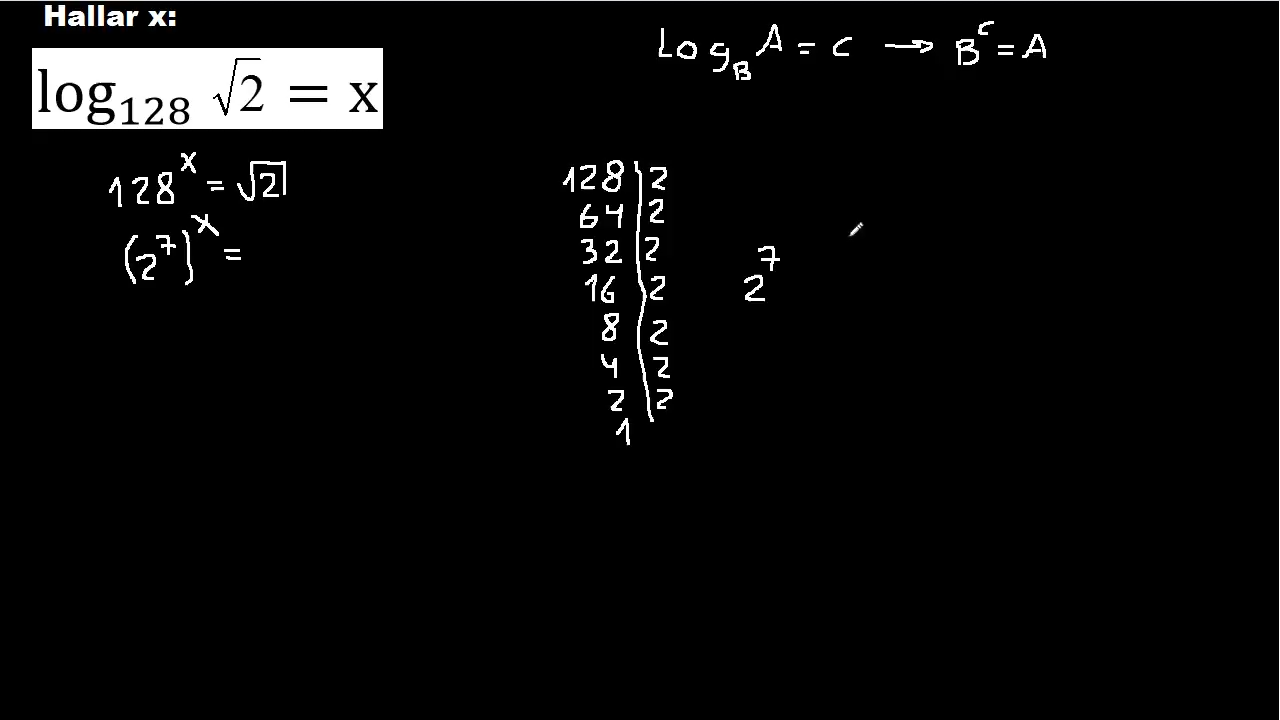 Hallar x:
log₁₂₈ √2 = x
Log_B A = C → B^C = A
128^x = √2
(2^7)^x =
128 | 2
64 | 2
32 | 2
16 | 2
8 | 2
4 | 2
2 | 2
1
2^7